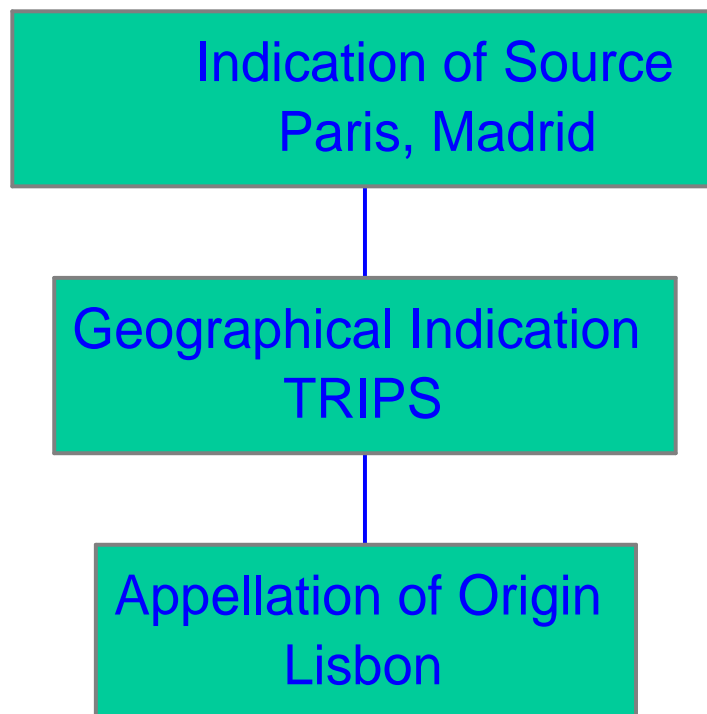 Indication of Source
Paris, Madrid
Geographical Indication
TRIPS
Appellation of Origin
Lisbon